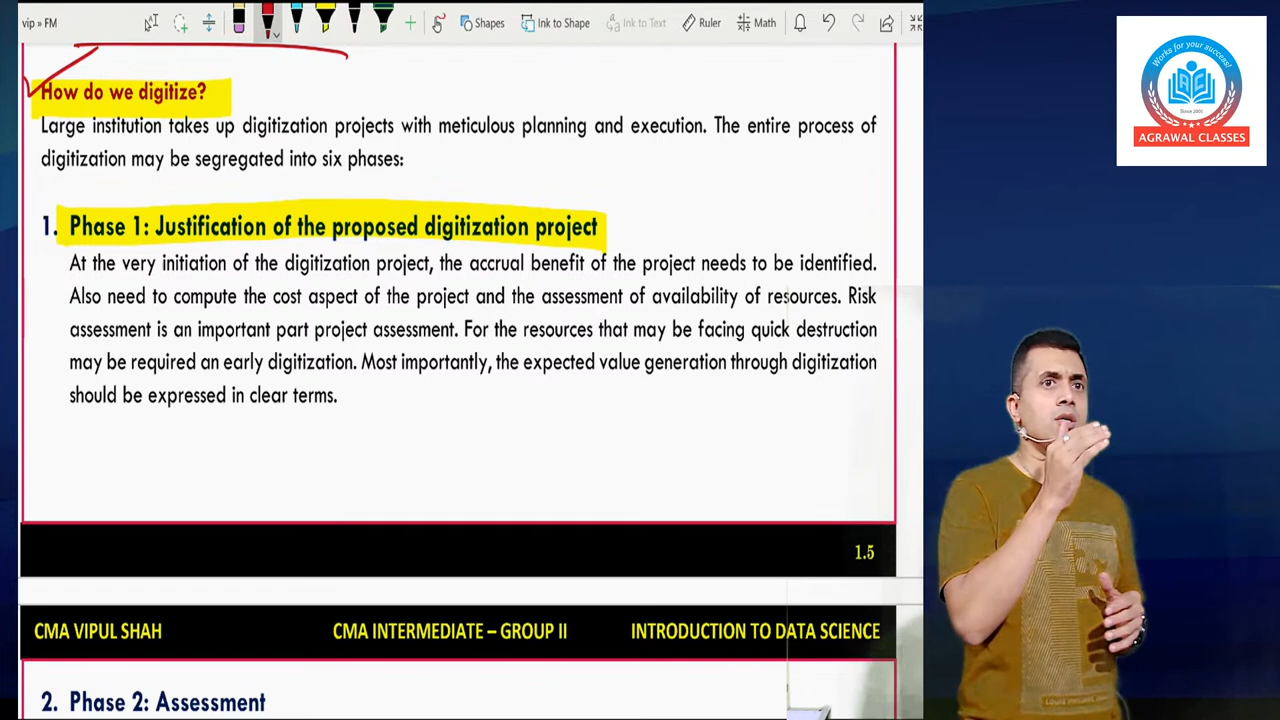 vip » FM
Shapes
Ink to Shape
Ink to Text
Ruler
Math
Works for your success!
AC
Since 2001
AGRAWAL CLASSES
How do we digitize?
Large institution takes up digitization projects with meticulous planning and execution. The entire process of
digitization may be segregated into six phases:
1. Phase 1: Justification of the proposed digitization project
At the very initiation of the digitization project, the accrual benefit of the project needs to be identified.
Also need to compute the cost aspect of the project and the assessment of availability of resources. Risk
assessment is an important part project assessment. For the resources that may be facing quick destruction
may be required an early digitization. Most importantly, the expected value generation through digitization
should be expressed in clear terms.
1.5
CMA VIPUL SHAH
CMA INTERMEDIATE – GROUP II
INTRODUCTION TO DATA SCIENCE
2. Phase 2: Assessment